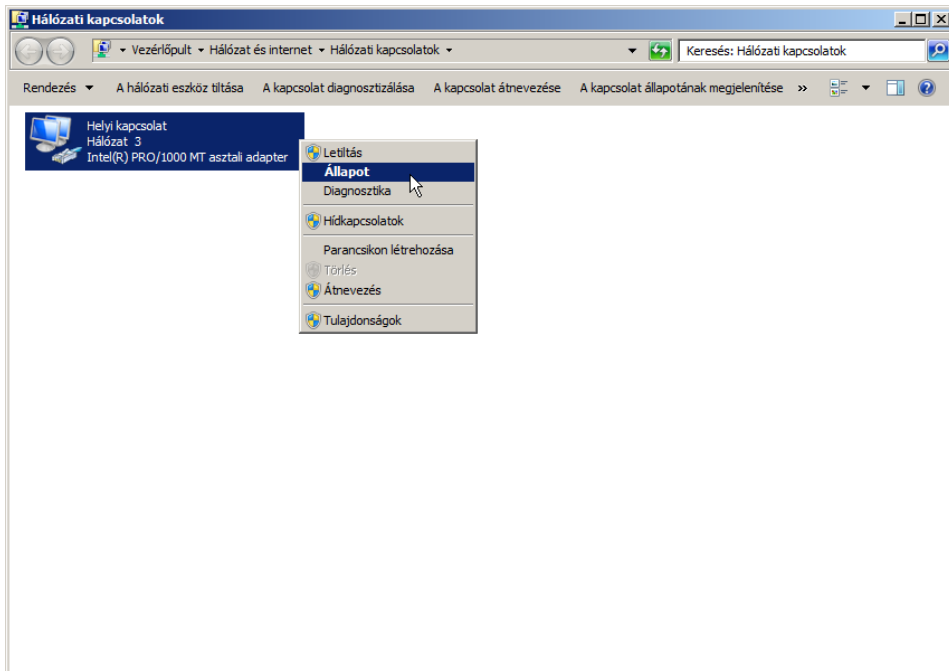 Hálózati kapcsolatok
Vezérlőpult Hálózat és internet Hálózati kapcsolatok
Keresés: Hálózati kapcsolatok
Rendezés A hálózati eszköz tiltása A kapcsolat diagnosztizálása A kapcsolat átnevezése A kapcsolat állapotának megjelenítése »
Helyi kapcsolat
Hálózat 3
Intel(R) PRO/1000 MT asztali adapter
Letiltás
Állapot
Diagnosztika
Hídkapcsolatok
Parancsikon létrehozása
Törlés
Átnevezés
Tulajdonságok